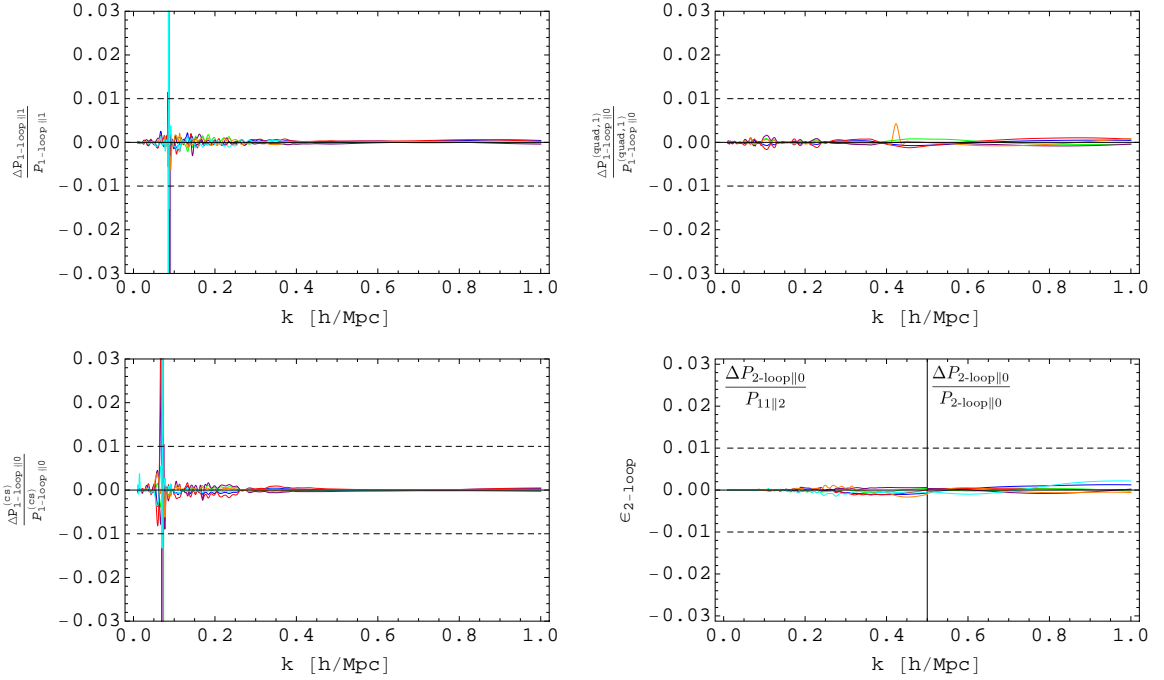 0.03
0.02
0.01
0.00
-0.01
-0.02
-0.03
ΔP1-loop ∥1
P1-loop ∥1
0.0 0.2 0.4 0.6 0.8 1.0
k [h/Mpc]
0.03
0.02
0.01
0.00
-0.01
-0.02
-0.03
ΔP(quad,1)1-loop ∥0
P(quad,1)1-loop ∥0
0.0 0.2 0.4 0.6 0.8 1.0
k [h/Mpc]
0.03
0.02
0.01
0.00
-0.01
-0.02
-0.03
ΔP(cs)1-loop ∥0
P(cs)1-loop ∥0
0.0 0.2 0.4 0.6 0.8 1.0
k [h/Mpc]
0.03
0.02
0.01
0.00
-0.01
-0.02
-0.03
ϵ2-loop
ΔP2-loop∥0
P11∥2
ΔP2-loop∥0
P2-loop∥0
0.0 0.2 0.4 0.6 0.8 1.0
k [h/Mpc]